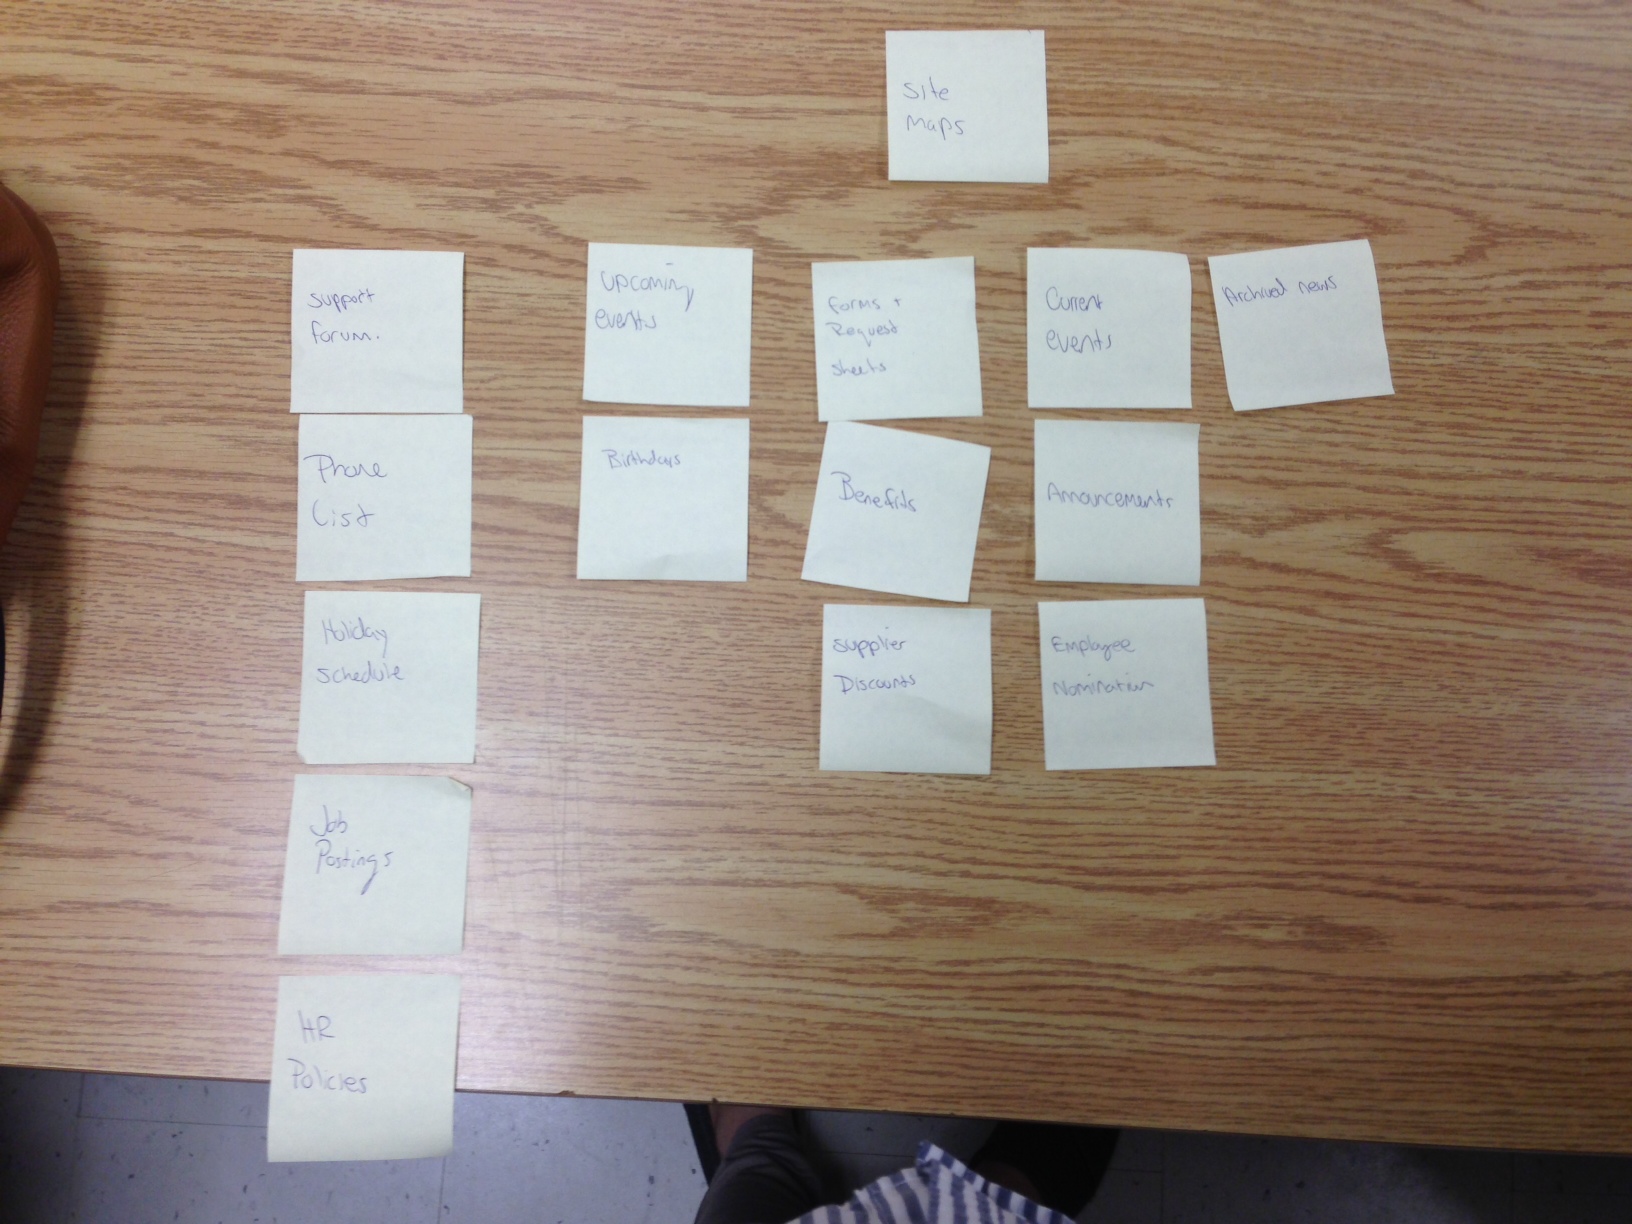 Site
Maps
Support
Forum.
Phone
List
Holiday
Schedule
Job
Postings
HR
Policies
Upcoming
events
Birthdays
Forms +
Request
sheets
Benefits
Supplier
Discounts
Current
events
Announcements
Employee
Nomination
Archived news